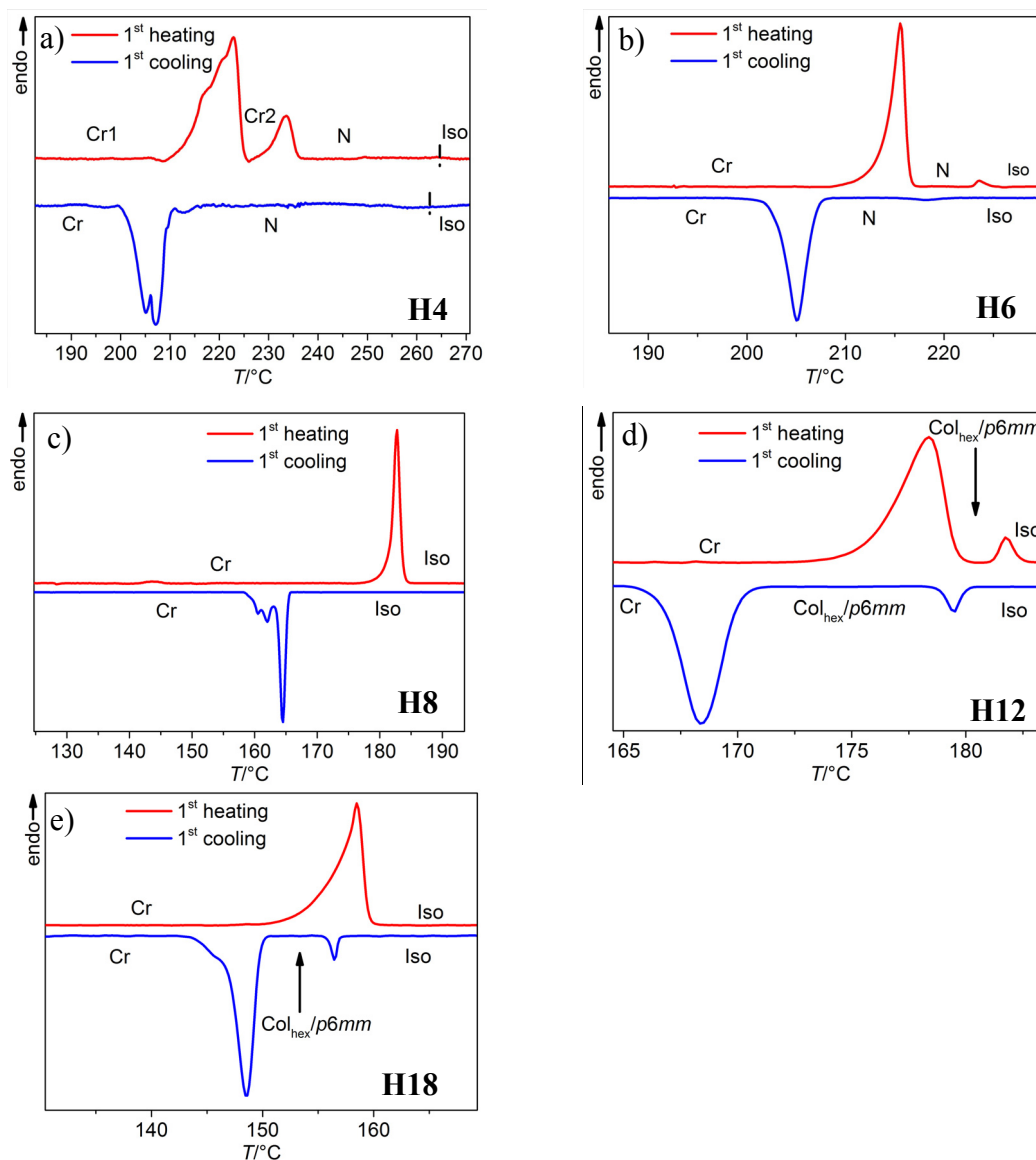 a)
endo
1st heating
1st cooling
Cr1
Cr2
N
Iso
Cr
N
Iso
H4
190 200 210 220 230 240 250 260 270
T/°C
b)
endo
1st heating
1st cooling
Cr
N
Iso
Cr
N
Iso
H6
190 200 210 220
T/°C
c)
endo
1st heating
1st cooling
Cr
Iso
Cr
Iso
H8
130 140 150 160 170 180 190
T/°C
d)
endo
1st heating
1st cooling
Colhex/p6mm
Cr
Iso
Cr
Colhex/p6mm
Iso
H12
165 170 175 180
T/°C
e)
endo
1st heating
1st cooling
Cr
Iso
Cr
Iso
Colhex/p6mm
H18
140 150 160
T/°C